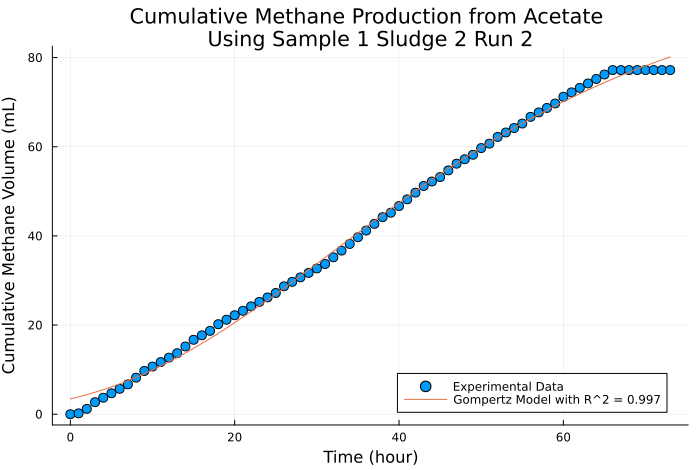 Cumulative Methane Production from Acetate
Using Sample 1 Sludge 2 Run 2
Cumulative Methane Volume (mL)
80
60
40
20
0
0
20
40
60
Time (hour)
Experimental Data
Gompertz Model with R^2 = 0.997